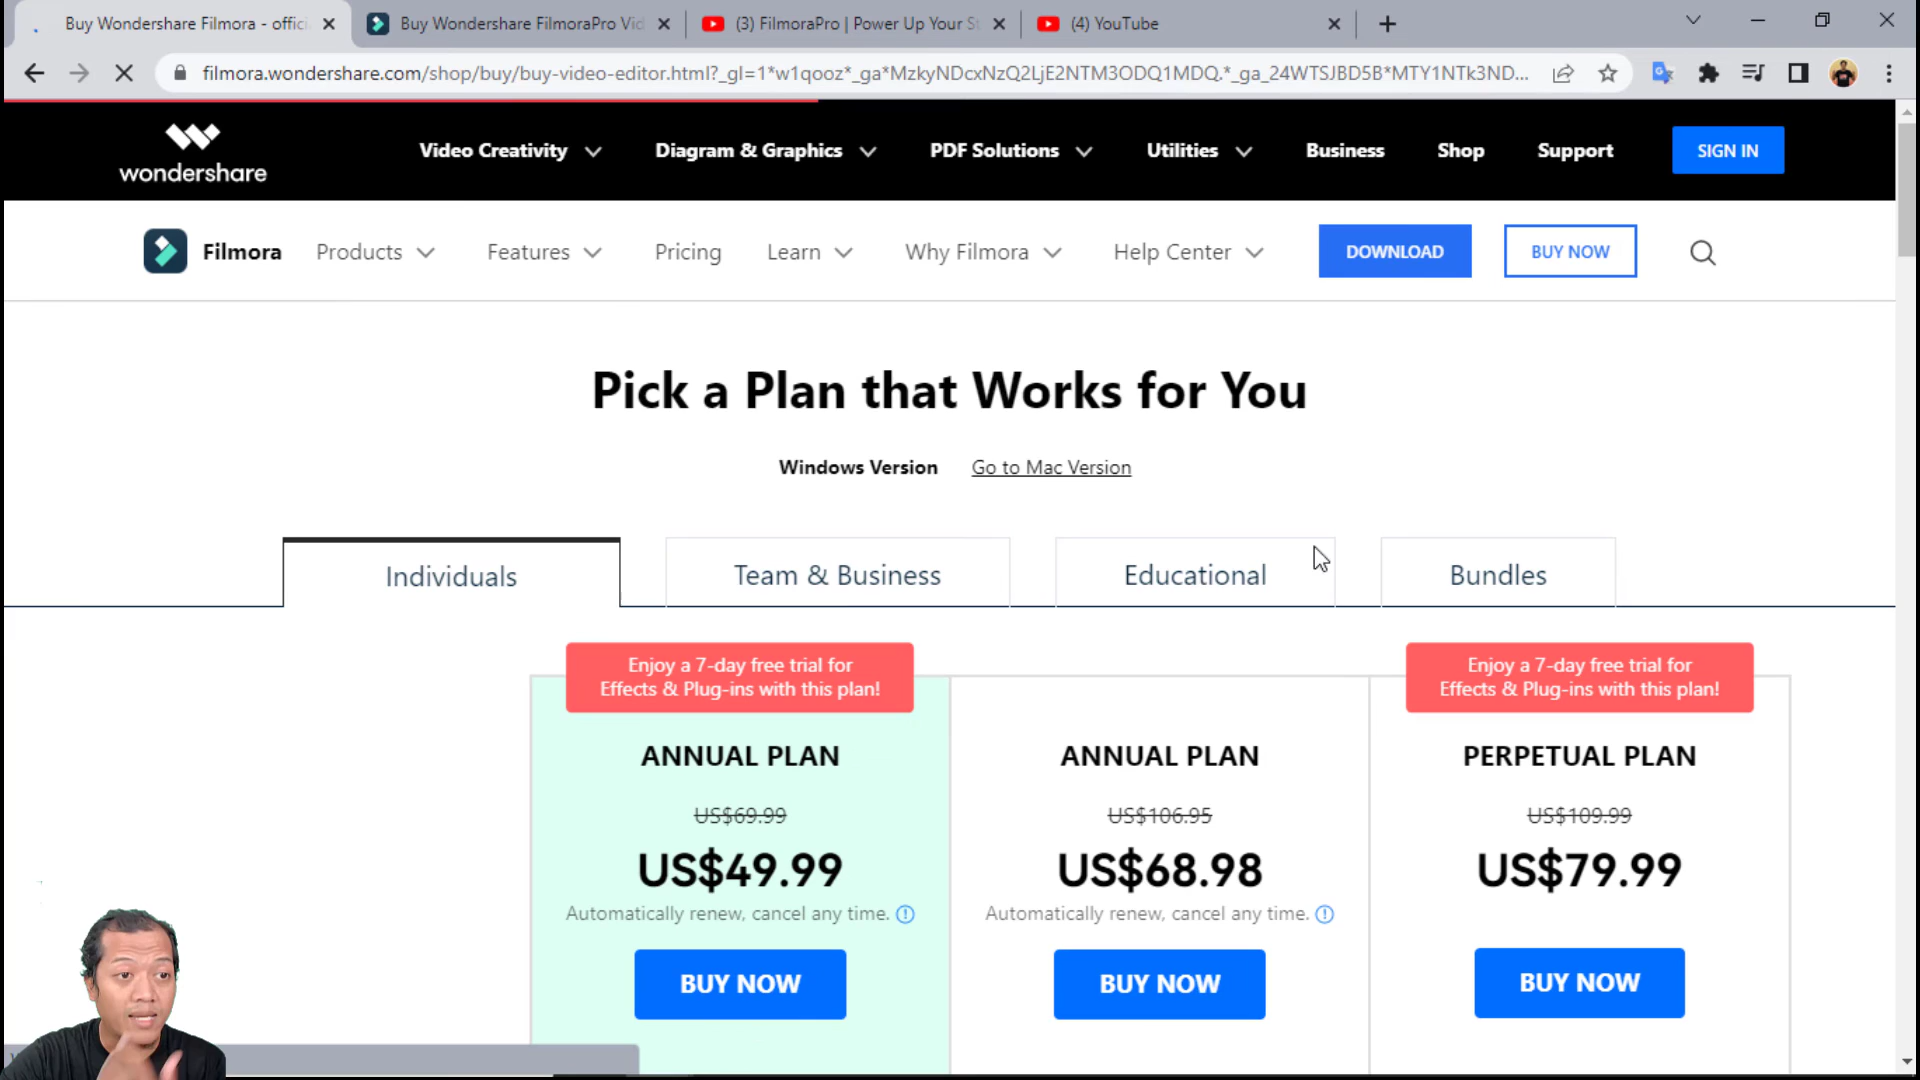 Buy Wondershare Filmora - offici
Buy Wondershare FilmoraPro Vid
(3) FilmoraPro | Power Up Your St
(4) YouTube
filmora.wondershare.com/shop/buy/buy-video-editor.html?_gl=1*w1qooz*_ga*MzkyNDcxNzQ2LjE2NTM3ODQ1MDQ.*_ga_24WTSJBD5B*MTY1NTk3ND...
wondershare
Video Creativity
Diagram & Graphics
PDF Solutions
Utilities
Business
Shop
Support
SIGN IN
Filmora
Products
Features
Pricing
Learn
Why Filmora
Help Center
DOWNLOAD
BUY NOW
Pick a Plan that Works for You
Windows Version
Go to Mac Version
Individuals
Team & Business
Educational
Bundles
Enjoy a 7-day free trial for
Effects & Plug-ins with this plan!
ANNUAL PLAN
US$69.99
US$49.99
Automatically renew, cancel any time.
BUY NOW
ANNUAL PLAN
US$106.95
US$68.98
Automatically renew, cancel any time.
BUY NOW
Enjoy a 7-day free trial for
Effects & Plug-ins with this plan!
PERPETUAL PLAN
US$109.99
US$79.99
BUY NOW